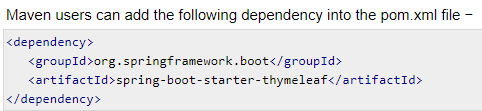 Maven users can add the following dependency into the pom.xml file −
<dependency>
<groupId>org.springframework.boot</groupId>
<artifactId>spring-boot-starter-thymeleaf</artifactId>
</dependency>